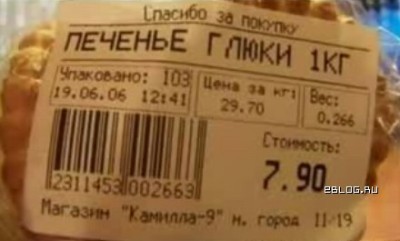 Спасибо за покупку
ПЕЧЕНЬЕ ГЛЮКИ 1КГ
Упаковано: 103
19.06.06 12:41
Цена за кг:
29.70
Вес:
0.266
Стоимость:
7.90
2311453 002663
2BLOG.RU
Магазин "Камилла-9" н. город 11-19